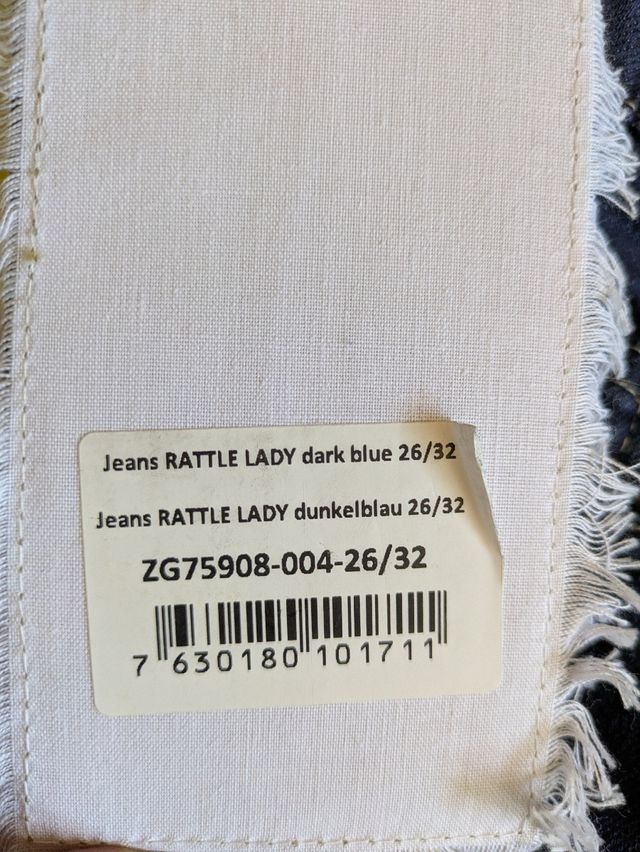 Jeans RATTLE LADY dark blue 26/32
Jeans RATTLE LADY dunkelblau 26/32
ZG75908-004-26/32
7 630180 101711